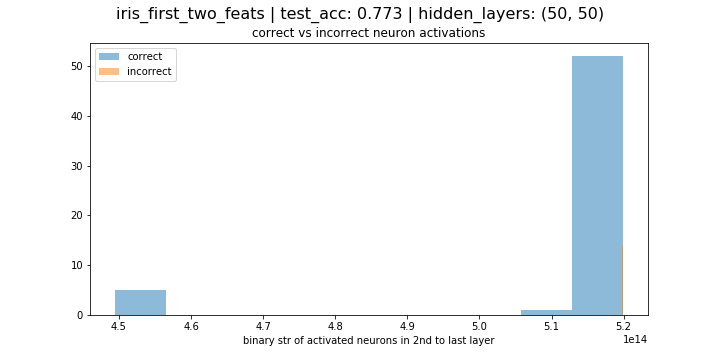 iris_first_two_feats | test_acc: 0.773 | hidden_layers: (50, 50)
correct vs incorrect neuron activations
correct
incorrect
50
40
30
20
10
0
4.5 4.6 4.7 4.8 4.9 5.0 5.1 5.2
1e14
binary str of activated neurons in 2nd to last layer